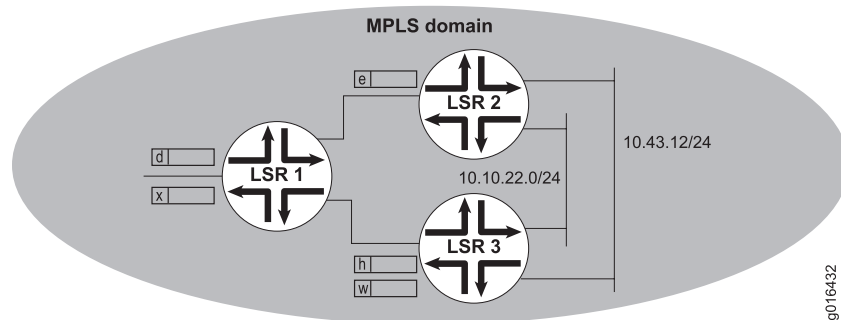 MPLS domain
e
LSR 2
10.43.12/24
d
LSR 1
x
10.10.22.0/24
LSR 3
h
w
g016432